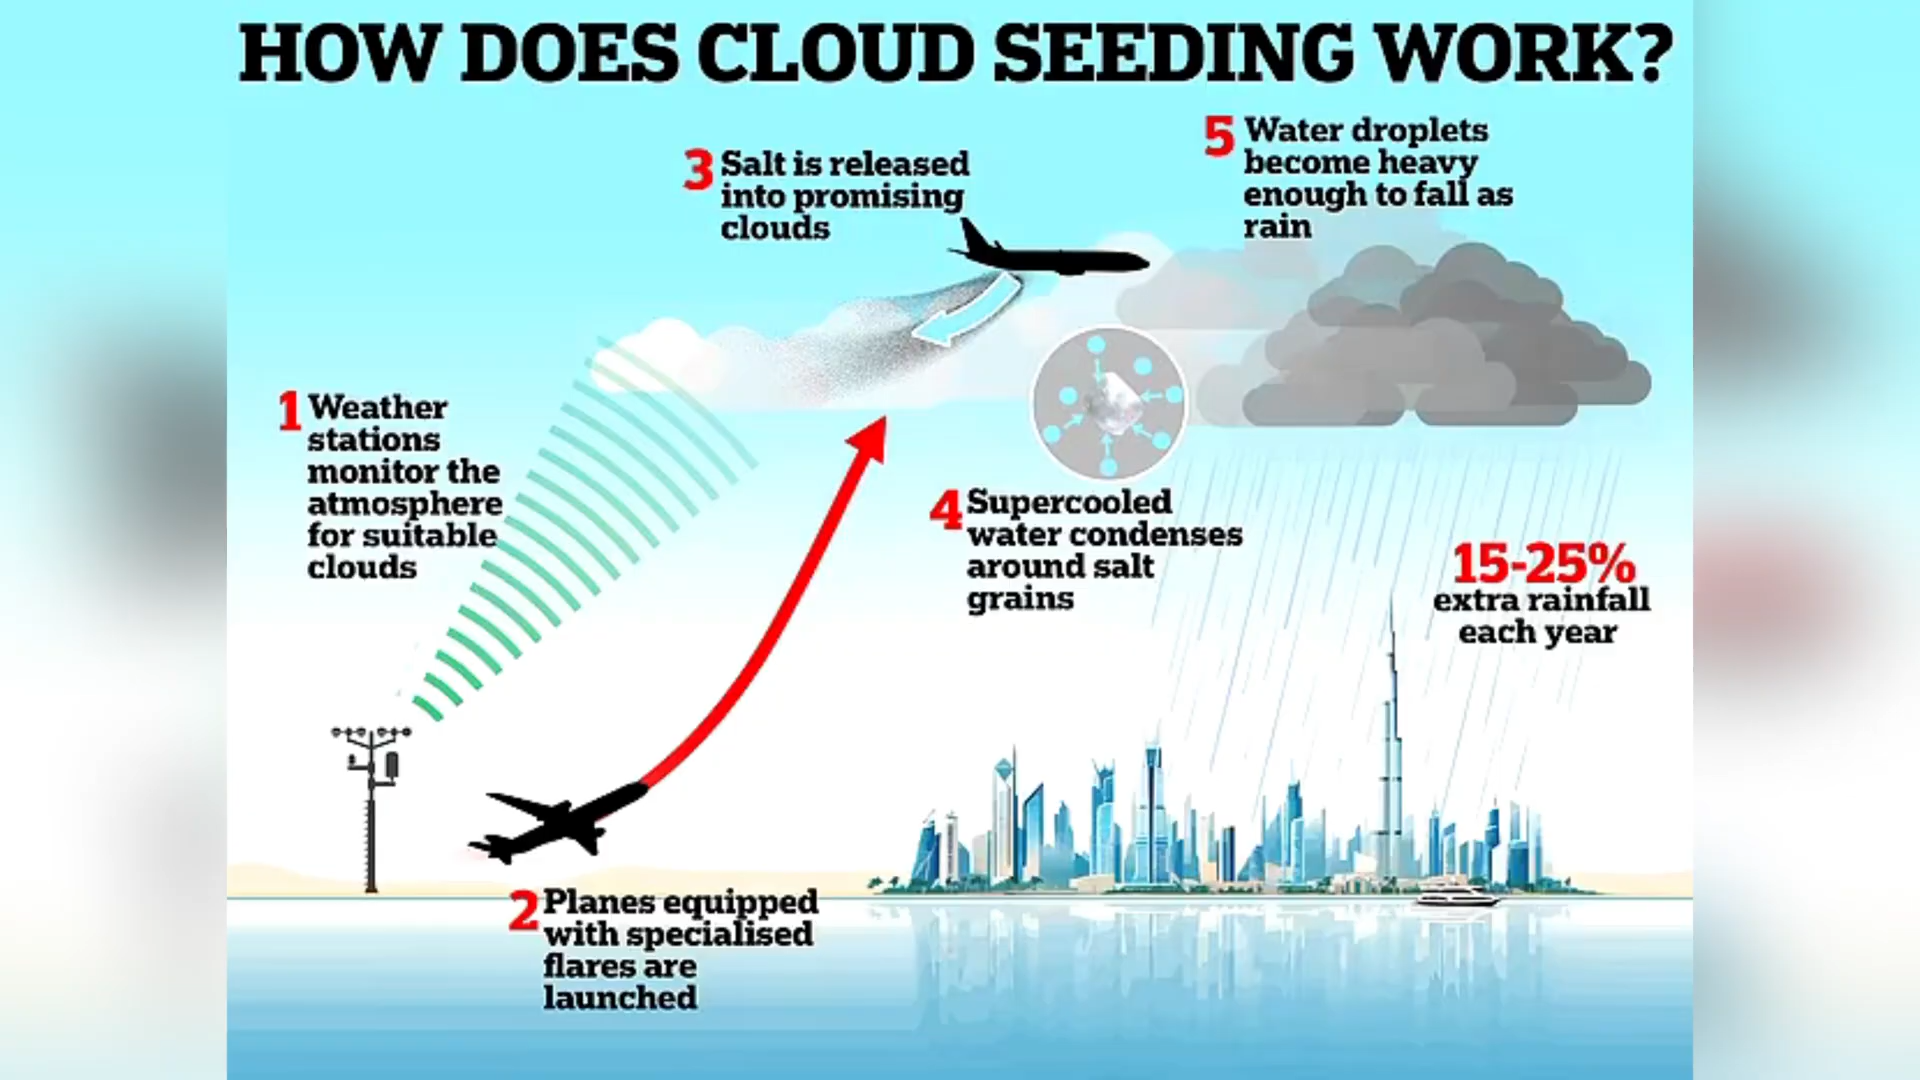 HOW DOES CLOUD SEEDING WORK?
1 Weather
stations
monitor the
atmosphere
for suitable
clouds
2 Planes equipped
with specialised
flares are
launched
3 Salt is released
into promising
clouds
4 Supercooled
water condenses
around salt
grains
5 Water droplets
become heavy
enough to fall as
rain
15-25%
extra rainfall
each year